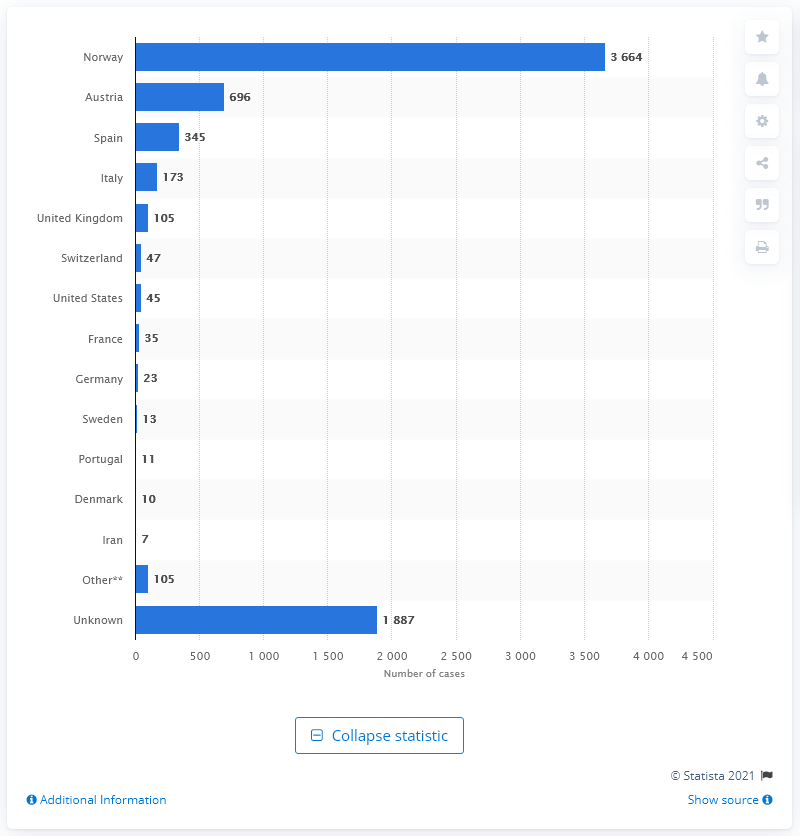 Norway 3 664
Austria 696
Spain 345
Italy 173
United Kingdom 105
Switzerland 47
United States 45
France 35
Germany 23
Sweden 13
Portugal 11
Denmark 10
Iran 7
Other** 105
Unknown 1 887
0 500 1 000 1 500 2 000 2 500 3 000 3 500 4 000 4 500
Number of cases
Collapse statistic
© Statista 2021
Additional Information Show source